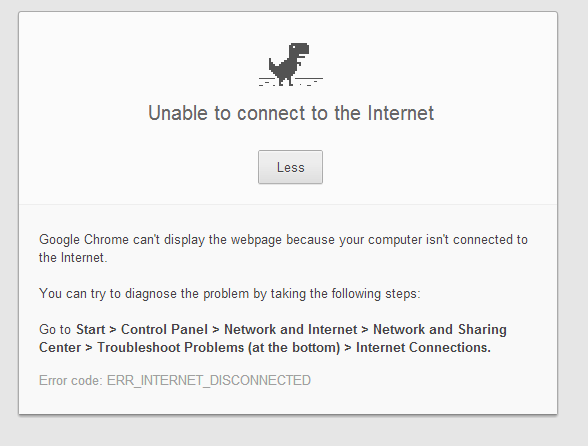 Unable to connect to the Internet
Less
Google Chrome can't display the webpage because your computer isn't connected to
the Internet.
You can try to diagnose the problem by taking the following steps:
Go to Start > Control Panel > Network and Internet > Network and Sharing
Center > Troubleshoot Problems (at the bottom) > Internet Connections.
Error code: ERR_INTERNET_DISCONNECTED